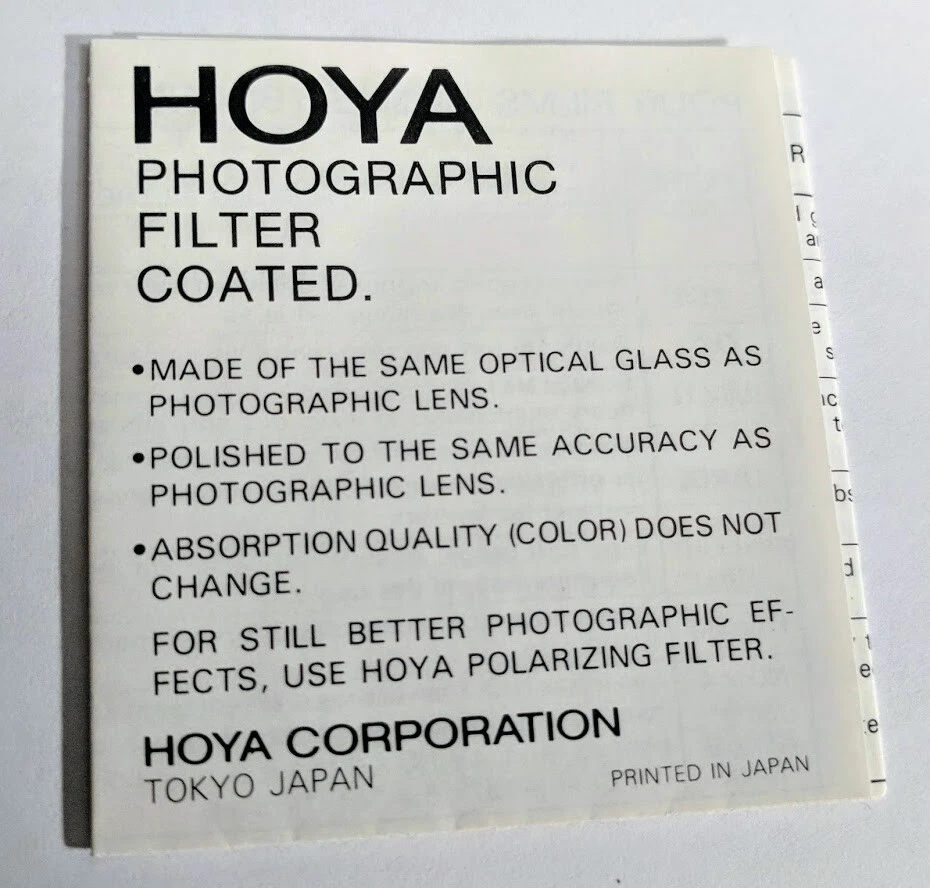 HOYA
PHOTOGRAPHIC
FILTER
COATED.
•MADE OF THE SAME OPTICAL GLASS AS
PHOTOGRAPHIC LENS.
•POLISHED TO THE SAME ACCURACY AS
PHOTOGRAPHIC LENS.
•ABSORPTION QUALITY (COLOR) DOES NOT
CHANGE.
FOR STILL BETTER PHOTOGRAPHIC EF-
FECTS, USE HOYA POLARIZING FILTER.
HOYA CORPORATION
TOKYO JAPAN
PRINTED IN JAPAN